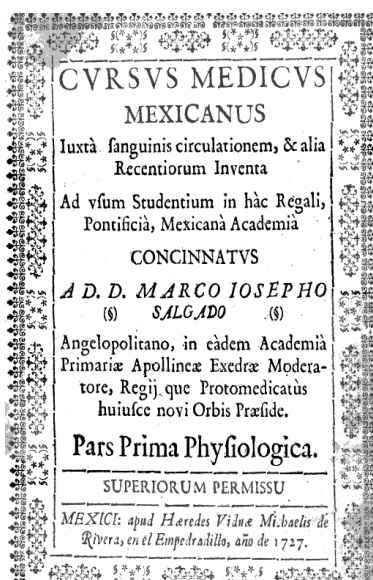 CVRSVS MEDICVS
MEXICANUS
Iuxtà ſanguinis circulationem, & alia
Recentiorum Inventa
Ad vſum Studentium in hàc Regali,
Pontificià, Mexicanà Academià
CONCINNATVS
A D. D. MARCO IOSEPHO
(§) SALGADO (§)
Angelopolitano, in eàdem Academià
Primariæ Apollineæ Exedræ Modera-
tore, Regij que Protomedicatùs
huiuſce novi Orbis Præſide.
Pars Prima Phyſiologica.
SUPERIORUM PERMISSU
MEXICI: apud Hæredes Viduæ Michaelis de
Rivera, en el Empedradillo, año de 1727.